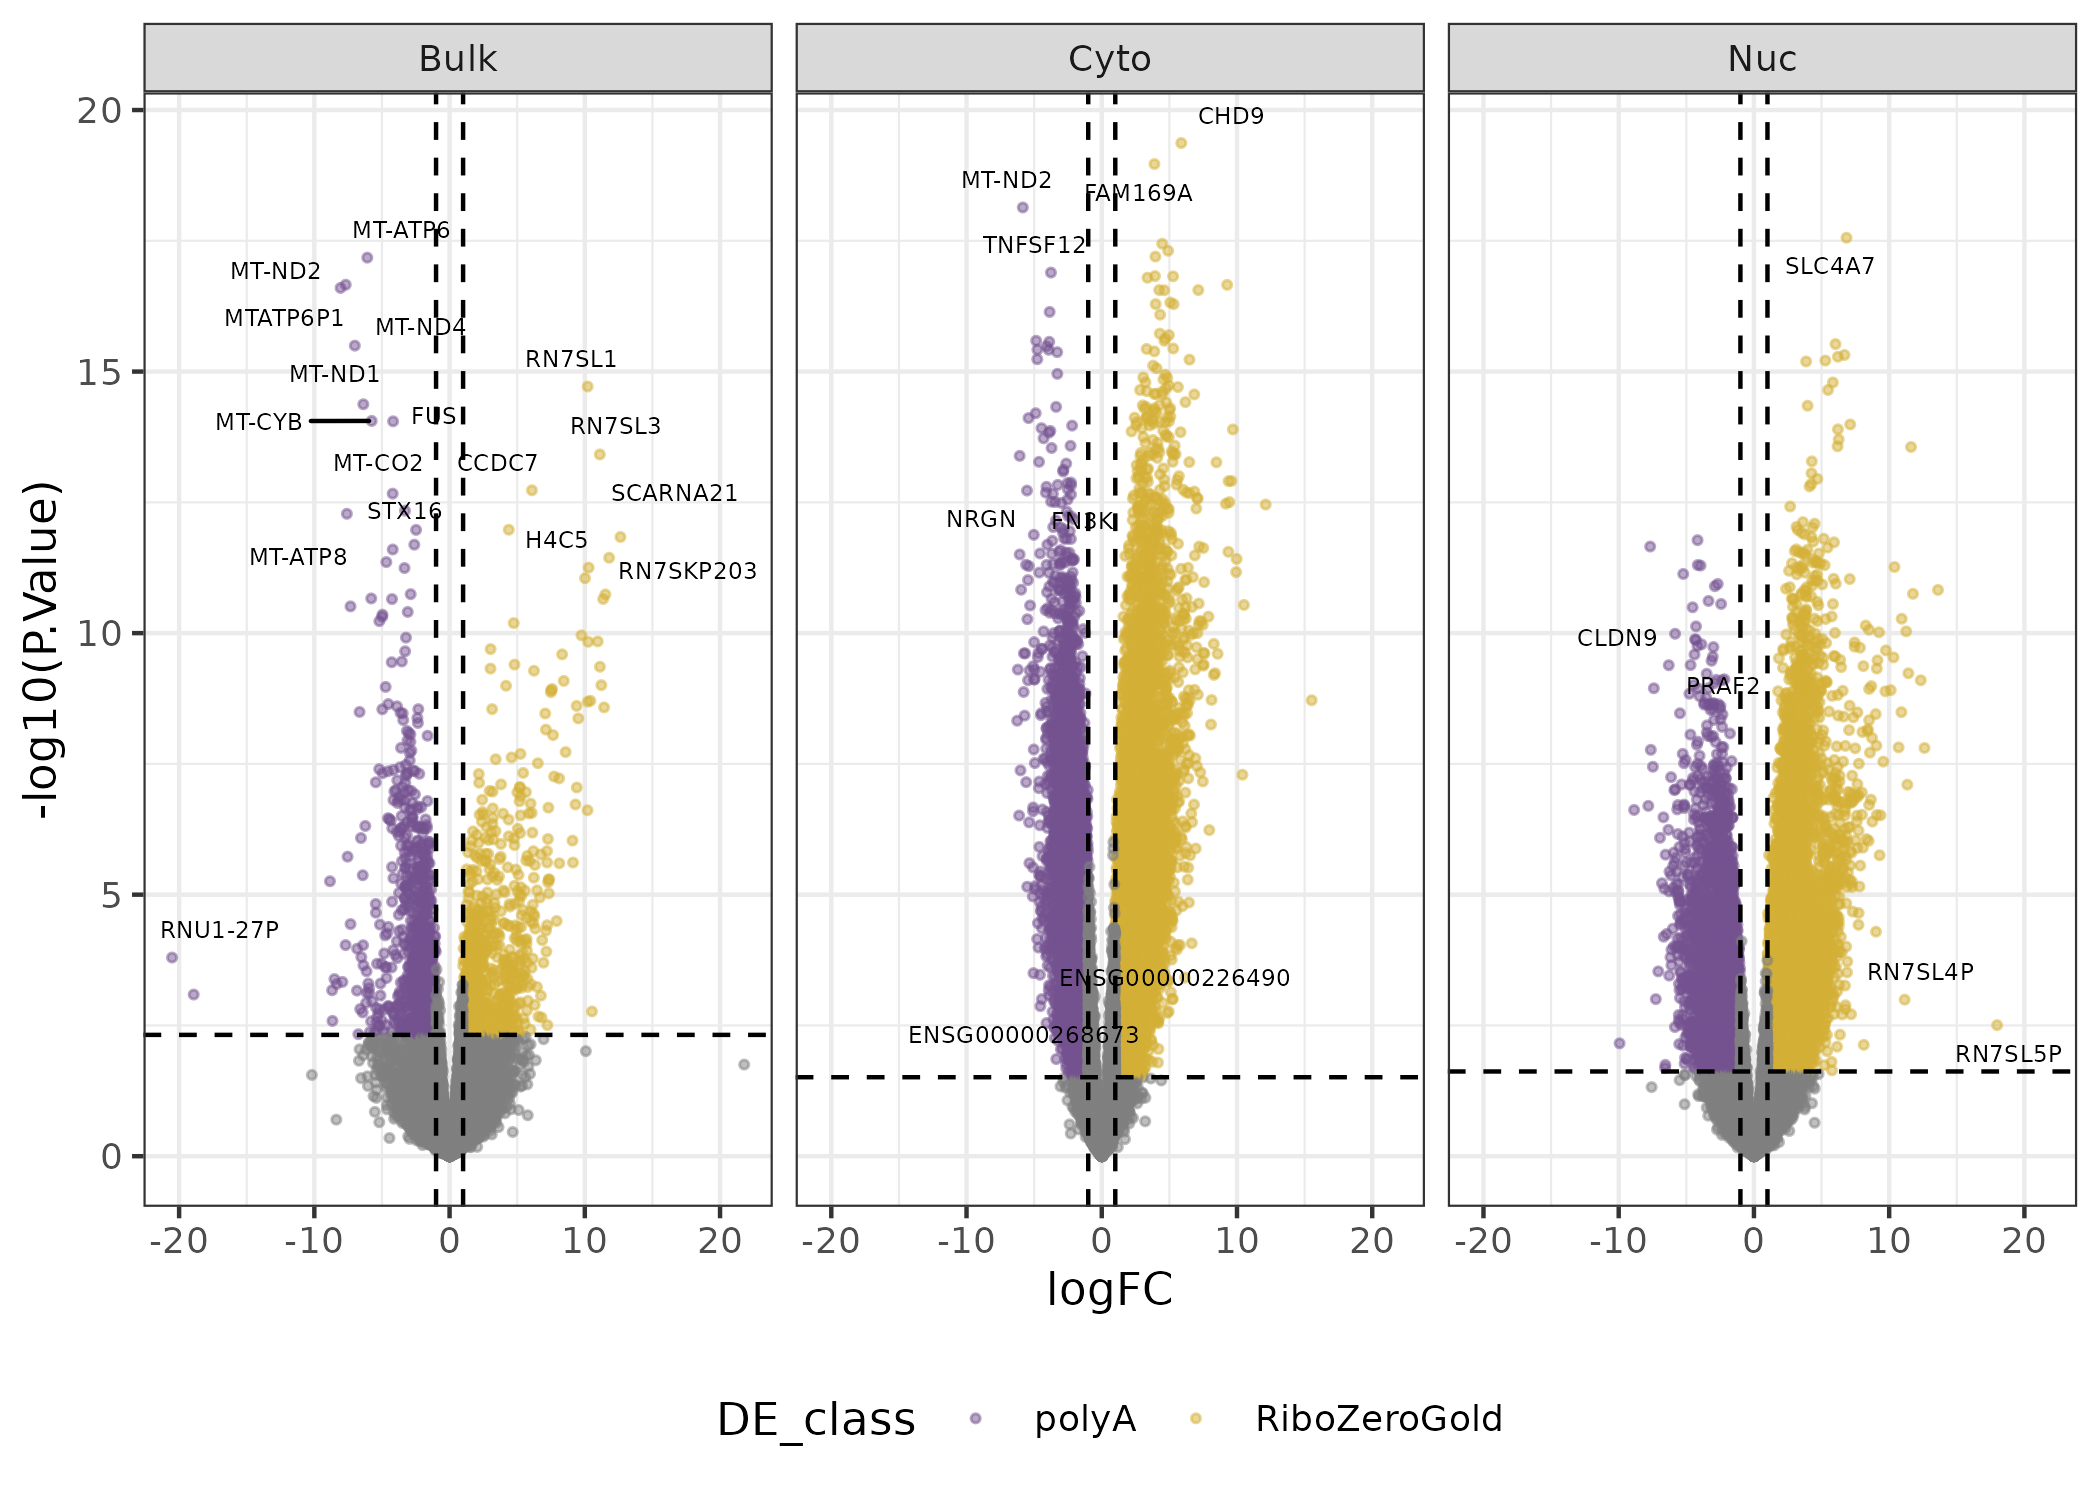 Bulk
Cyto
Nuc
-log10(P.Value)
20
15
10
5
0
MT-ATP6
MT-ND2
MTATP6P1
MT-ND4
RN7SL1
MT-ND1
MT-CYB
FUS
RN7SL3
MT-CO2
CCDC7
SCARNA21
STX16
H4C5
MT-ATP8
RN7SKP203
RNU1-27P
CHD9
MT-ND2
FAM169A
TNFSF12
NRGN
FN3K
ENSG00000226490
ENSG00000268673
SLC4A7
CLDN9
PRAF2
RN7SL4P
RN7SL5P
-20 -10 0 10 20
-20 -10 0 10 20
-20 -10 0 10 20
logFC
DE_class polyA RiboZeroGold